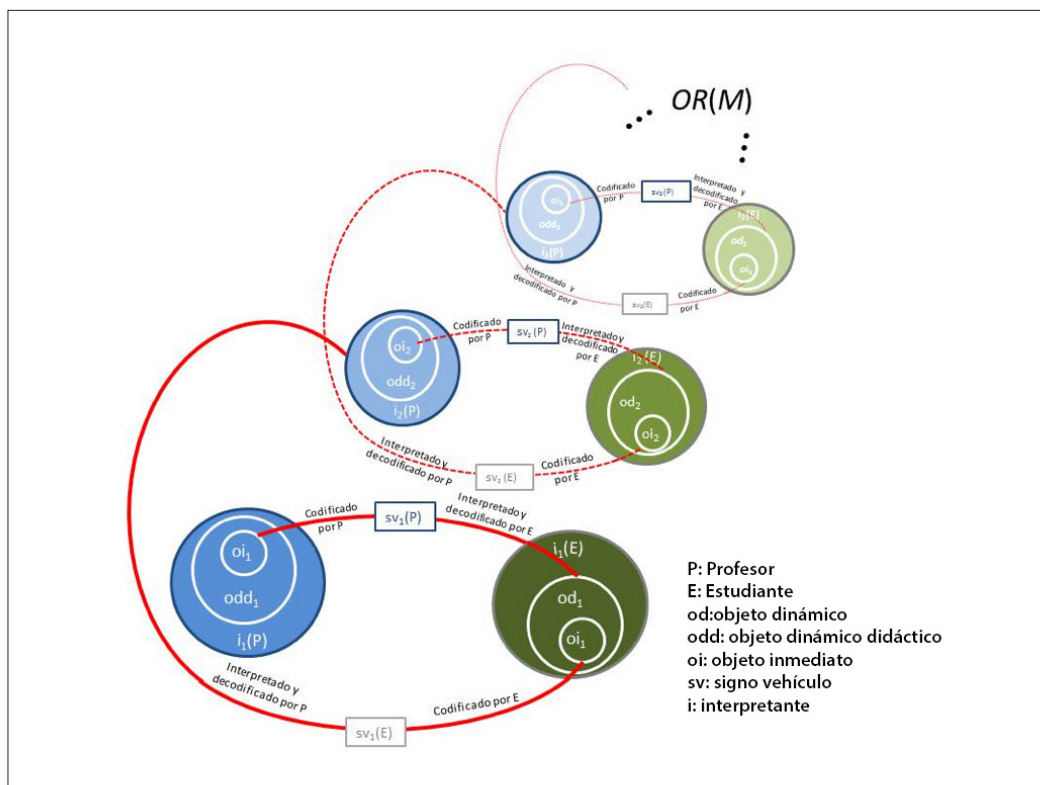 OR(M)
Codificado
por P
sv₃(P)
Interpretado y
decodificado
por E
oi₃
odd₃
i₃(P)
i₃(E)
od₃
oi₃
Interpretado y
decodificado por P
sv₃(E)
Codificado
por E
Codificado
por P
sv₂(P)
Interpretado y
decodificado
por E
oi₂
odd₂
i₂(P)
i₂(E)
od₂
oi₂
Interpretado y
decodificado por P
sv₂(E)
Codificado
por E
Codificado
por P
sv₁(P)
Interpretado y
decodificado por E
oi₁
odd₁
i₁(P)
i₁(E)
od₁
oi₁
Interpretado y
decodificado por P
sv₁(E)
Codificado por E
P: Profesor
E: Estudiante
od:objeto dinámico
odd: objeto dinámico didáctico
oi: objeto inmediato
sv: signo vehículo
i: interpretante